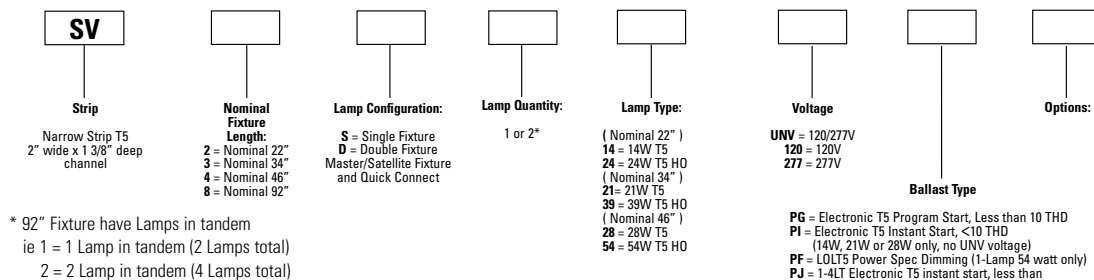 SV
Strip
Narrow Strip T5
2" wide x 1 3/8" deep
channel
Nominal
Fixture
Length:
2 = Nominal 22"
3 = Nominal 34"
4 = Nominal 46"
8 = Nominal 92"
Lamp Configuration:
S = Single Fixture
D = Double Fixture
Master/Satellite Fixture
and Quick Connect
Lamp Quantity:
1 or 2*
Lamp Type:
( Nominal 22" )
14 = 14W T5
24 = 24W T5 HO
( Nominal 34" )
21= 21W T5
39 = 39W T5 HO
( Nominal 46" )
28 = 28W T5
54 = 54W T5 HO
Voltage
UNV = 120/277V
120 = 120V
277 = 277V
Ballast Type
PG = Electronic T5 Program Start, Less than 10 THD
PI = Electronic T5 Instant Start, <10 THD
(14W, 21W or 28W only, no UNV voltage)
PF = LOLT5 Power Spec Dimming (1-Lamp 54 watt only)
PJ = 1-4LT Electronic T5 instant start, less than
Options:
* 92" Fixture have Lamps in tandem
ie 1 = 1 Lamp in tandem (2 Lamps total)
2 = 2 Lamp in tandem (4 Lamps total)